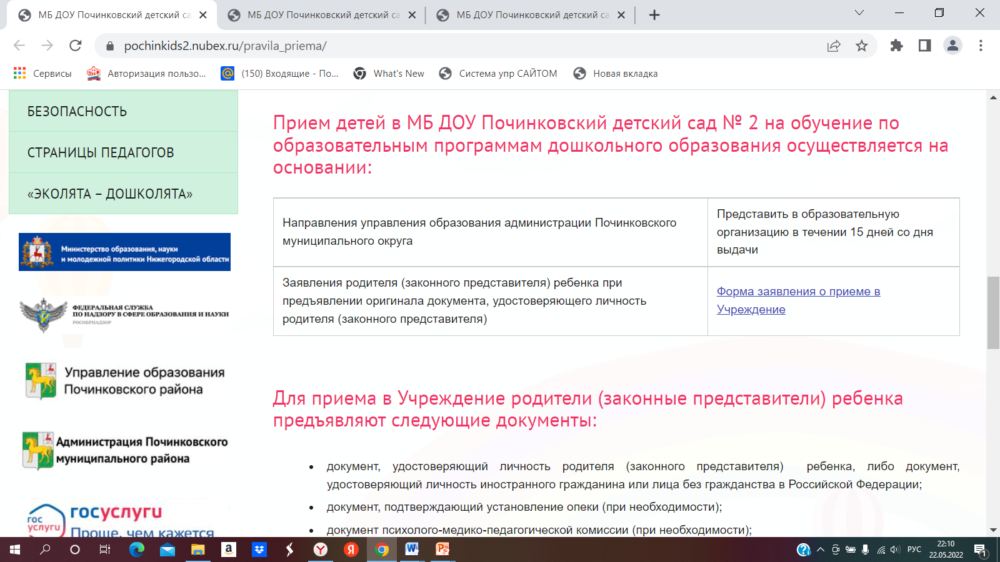 МБ ДОУ Починковский детский са
МБ ДОУ Починковский детский са
МБ ДОУ Починковский детский са
pochinkids2.nubex.ru/pravila_priema/
Сервисы
Авторизация пользо...
(150) Входящие - По...
What's New
Система упр САЙТОМ
Новая вкладка
БЕЗОПАСНОСТЬ
СТРАНИЦЫ ПЕДАГОГОВ
«ЭКОЛЯТА – ДОШКОЛЯТА»
Министерство образования, науки
и молодежной политики Нижегородской области
ФЕДЕРАЛЬНАЯ СЛУЖБА
ПО НАДЗОРУ В СФЕРЕ ОБРАЗОВАНИЯ И НАУКИ
РОСОБРНАДЗОР
Управление образования
Починковского района
Администрация Починковского
муниципального района
гос
услуги
госуслуги
Проще, чем кажется
Прием детей в МБ ДОУ Починковский детский сад № 2 на обучение по
образовательным программам дошкольного образования осуществляется на
основании:
Направления управления образования администрации Починковского
муниципального округа
Представить в образовательную
организацию в течении 15 дней со дня
выдачи
Заявления родителя (законного представителя) ребенка при
предъявлении оригинала документа, удостоверяющего личность
родителя (законного представителя)
Форма заявления о приеме в
Учреждение
Для приема в Учреждение родители (законные представители) ребенка
предъявляют следующие документы:
• документ, удостоверяющий личность родителя (законного представителя) ребенка, либо документ,
удостоверяющий личность иностранного гражданина или лица без гражданства в Российской Федерации;
• документ, подтверждающий установление опеки (при необходимости);
• документ психолого-медико-педагогической комиссии (при необходимости);
РУС
22:10
22.05.2022
1